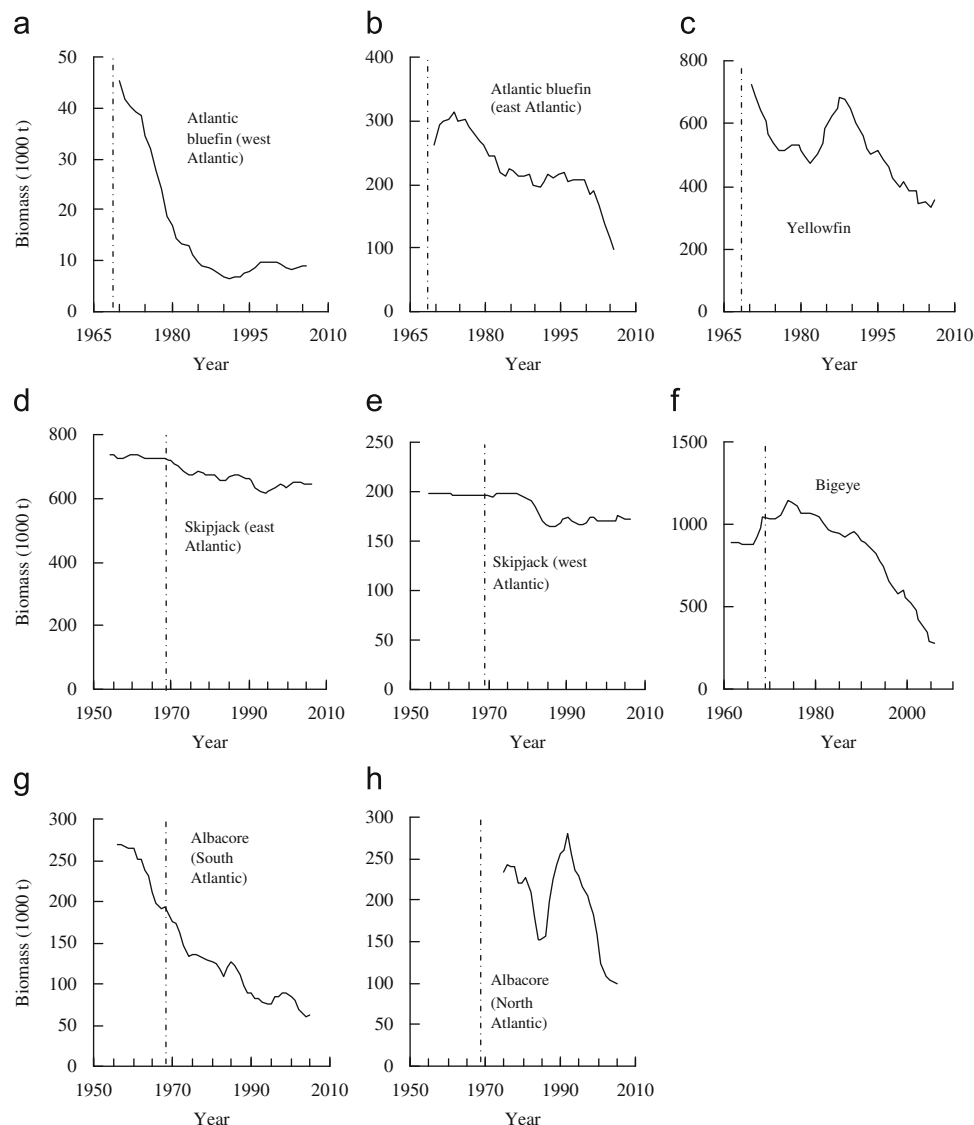 a
50
40
30
20
10
0
Biomass (1000 t)
Atlantic
bluefin (west
Atlantic)
1965
1980
1995
2010
Year
b
400
300
200
100
0
Atlantic bluefin
(east Atlantic)
1965
1980
1995
2010
Year
c
800
600
400
200
0
Yellowfin
1965
1980
1995
2010
Year
d
800
600
400
200
0
Biomass (1000 t)
Skipjack (east
Atlantic)
1950
1970
1990
2010
Year
e
250
200
150
100
50
0
Skipjack (west
Atlantic)
1950
1970
1990
2010
Year
f
1500
1000
500
0
Bigeye
1960
1980
2000
Year
g
300
250
200
150
100
50
0
Biomass (1000 t)
Albacore
(South
Atlantic)
1950
1970
1990
2010
Year
h
300
250
200
150
100
50
0
Albacore
(North
Atlantic)
1950
1970
1990
2010
Year